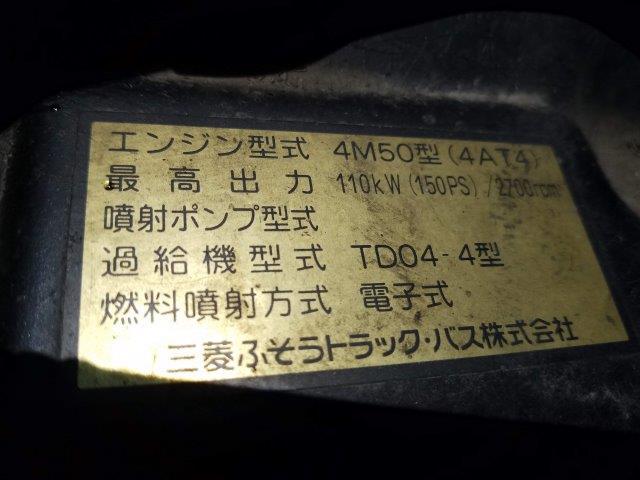 エンジン型式 4M50型(4AT4)
最高出力 110kW(150PS)/2700rpm
噴射ポンプ型式
過給機型式 TD04-4型
燃料噴射方式 電子式
三菱ふそうトラック・バス株式会社